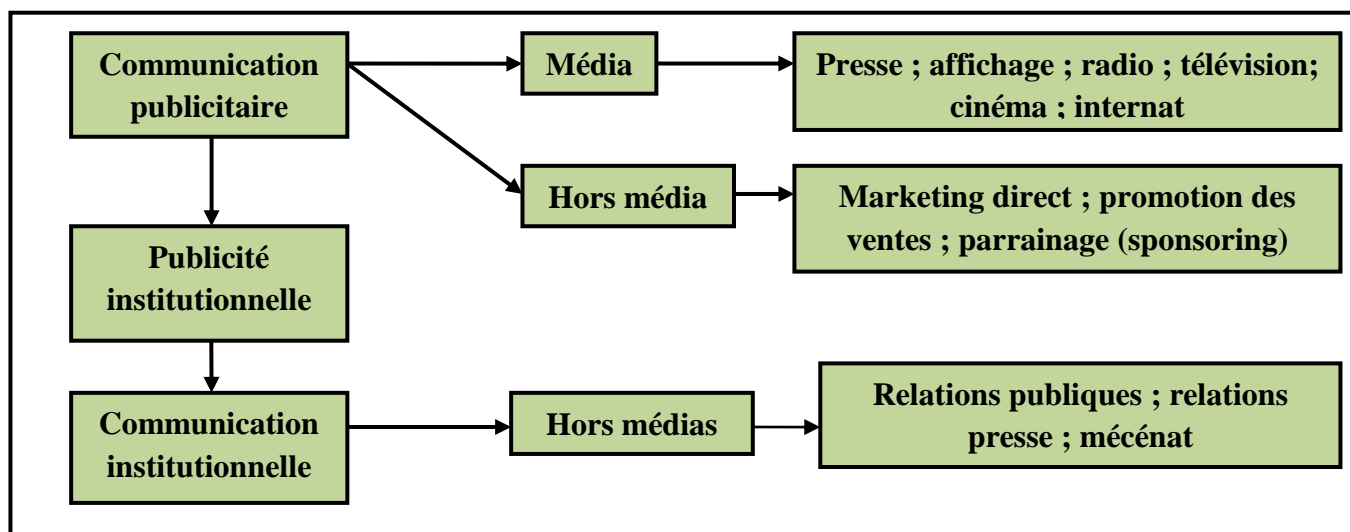 Communication
publicitaire
Média
Presse ; affichage ; radio ; télévision;
cinéma ; internat
Hors média
Marketing direct ; promotion des
ventes ; parrainage (sponsoring)
Publicité
institutionnelle
Communication
institutionnelle
Hors médias
Relations publiques ; relations
presse ; mécénat